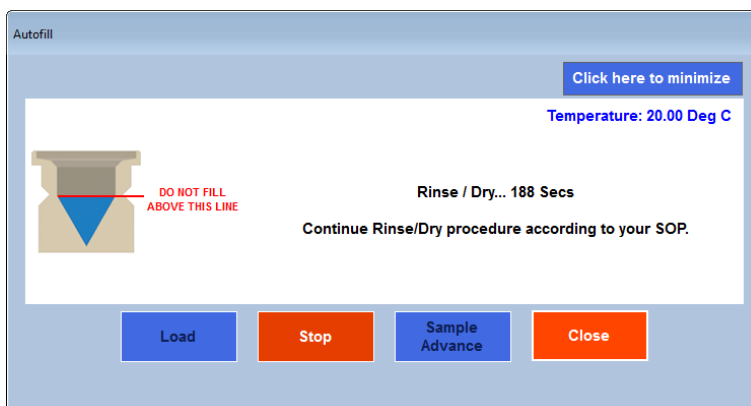 Autofill
Click here to minimize
Temperature: 20.00 Deg C
DO NOT FILL
ABOVE THIS LINE
Rinse / Dry... 188 Secs
Continue Rinse/Dry procedure according to your SOP.
Load
Stop
Sample
Advance
Close